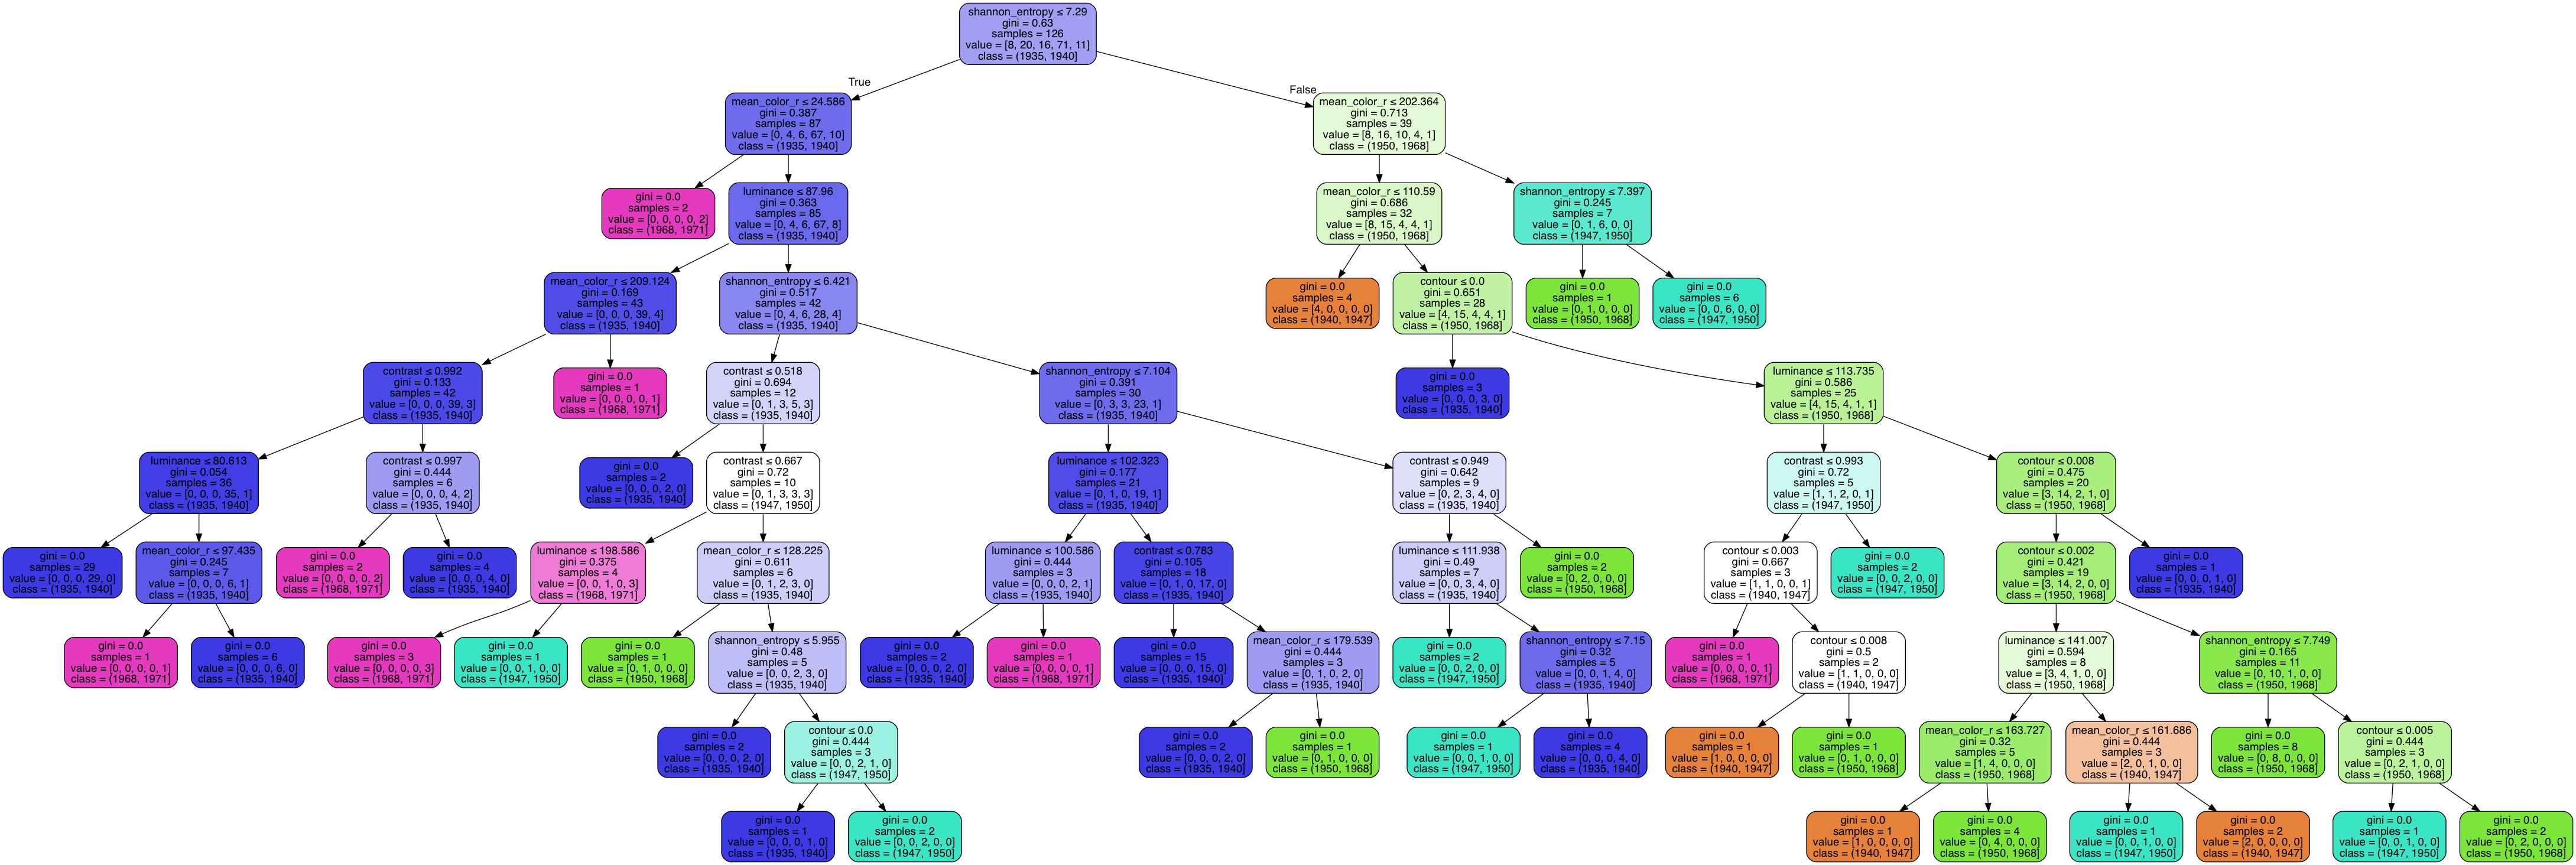 shannon_entropy ≤ 7.29
gini = 0.63
samples = 126
value = [8, 20, 16, 71, 11]
class = (1935, 1940]
True
False
mean_color_r ≤ 24.586
gini = 0.387
samples = 87
value = [0, 4, 6, 67, 10]
class = (1935, 1940]
mean_color_r ≤ 202.364
gini = 0.713
samples = 39
value = [8, 16, 10, 4, 1]
class = (1950, 1968]
gini = 0.0
samples = 2
value = [0, 0, 0, 0, 2]
class = (1968, 1971]
luminance ≤ 87.96
gini = 0.363
samples = 85
value = [0, 4, 6, 67, 8]
class = (1935, 1940]
mean_color_r ≤ 110.59
gini = 0.686
samples = 32
value = [8, 15, 4, 4, 1]
class = (1950, 1968]
shannon_entropy ≤ 7.397
gini = 0.245
samples = 7
value = [0, 1, 6, 0, 0]
class = (1947, 1950]
mean_color_r ≤ 209.124
gini = 0.169
samples = 43
value = [0, 0, 0, 39, 4]
class = (1935, 1940]
shannon_entropy ≤ 6.421
gini = 0.517
samples = 42
value = [0, 4, 6, 28, 4]
class = (1935, 1940]
gini = 0.0
samples = 4
value = [4, 0, 0, 0, 0]
class = (1940, 1947]
contour ≤ 0.0
gini = 0.651
samples = 28
value = [4, 15, 4, 4, 1]
class = (1950, 1968]
gini = 0.0
samples = 1
value = [0, 1, 0, 0, 0]
class = (1950, 1968]
gini = 0.0
samples = 6
value = [0, 0, 6, 0, 0]
class = (1947, 1950]
contrast ≤ 0.992
gini = 0.133
samples = 42
value = [0, 0, 0, 39, 3]
class = (1935, 1940]
gini = 0.0
samples = 1
value = [0, 0, 0, 0, 1]
class = (1968, 1971]
contrast ≤ 0.518
gini = 0.694
samples = 12
value = [0, 1, 3, 5, 3]
class = (1935, 1940]
shannon_entropy ≤ 7.104
gini = 0.391
samples = 30
value = [0, 3, 3, 23, 1]
class = (1935, 1940]
gini = 0.0
samples = 3
value = [0, 0, 0, 3, 0]
class = (1935, 1940]
luminance ≤ 113.735
gini = 0.586
samples = 25
value = [4, 15, 4, 1, 1]
class = (1950, 1968]
luminance ≤ 80.613
gini = 0.054
samples = 36
value = [0, 0, 0, 35, 1]
class = (1935, 1940]
contrast ≤ 0.997
gini = 0.444
samples = 6
value = [0, 0, 0, 4, 2]
class = (1935, 1940]
gini = 0.0
samples = 2
value = [0, 0, 0, 2, 0]
class = (1935, 1940]
contrast ≤ 0.667
gini = 0.72
samples = 10
value = [0, 1, 3, 3, 3]
class = (1947, 1950]
luminance ≤ 102.323
gini = 0.177
samples = 21
value = [0, 1, 0, 19, 1]
class = (1935, 1940]
contrast ≤ 0.949
gini = 0.642
samples = 9
value = [0, 2, 3, 4, 0]
class = (1935, 1940]
contrast ≤ 0.993
gini = 0.72
samples = 5
value = [1, 1, 2, 0, 1]
class = (1947, 1950]
contour ≤ 0.008
gini = 0.475
samples = 20
value = [3, 14, 2, 1, 0]
class = (1950, 1968]
gini = 0.0
samples = 29
value = [0, 0, 0, 29, 0]
class = (1935, 1940]
mean_color_r ≤ 97.435
gini = 0.245
samples = 7
value = [0, 0, 0, 6, 1]
class = (1935, 1940]
gini = 0.0
samples = 2
value = [0, 0, 0, 0, 2]
class = (1968, 1971]
gini = 0.0
samples = 4
value = [0, 0, 0, 4, 0]
class = (1935, 1940]
luminance ≤ 198.586
gini = 0.375
samples = 4
value = [0, 0, 1, 0, 3]
class = (1968, 1971]
mean_color_r ≤ 128.225
gini = 0.611
samples = 6
value = [0, 1, 2, 3, 0]
class = (1935, 1940]
luminance ≤ 100.586
gini = 0.444
samples = 3
value = [0, 0, 0, 2, 1]
class = (1935, 1940]
contrast ≤ 0.783
gini = 0.105
samples = 18
value = [0, 1, 0, 17, 0]
class = (1935, 1940]
luminance ≤ 111.938
gini = 0.49
samples = 7
value = [0, 0, 3, 4, 0]
class = (1935, 1940]
gini = 0.0
samples = 2
value = [0, 2, 0, 0, 0]
class = (1950, 1968]
contour ≤ 0.003
gini = 0.667
samples = 3
value = [1, 1, 0, 0, 1]
class = (1940, 1947]
gini = 0.0
samples = 2
value = [0, 0, 2, 0, 0]
class = (1947, 1950]
contour ≤ 0.002
gini = 0.421
samples = 19
value = [3, 14, 2, 0, 0]
class = (1950, 1968]
gini = 0.0
samples = 1
value = [0, 0, 0, 1, 0]
class = (1935, 1940]
gini = 0.0
samples = 1
value = [0, 0, 0, 0, 1]
class = (1968, 1971]
gini = 0.0
samples = 6
value = [0, 0, 0, 6, 0]
class = (1935, 1940]
gini = 0.0
samples = 3
value = [0, 0, 0, 0, 3]
class = (1968, 1971]
gini = 0.0
samples = 1
value = [0, 0, 1, 0, 0]
class = (1947, 1950]
gini = 0.0
samples = 1
value = [0, 1, 0, 0, 0]
class = (1950, 1968]
shannon_entropy ≤ 5.955
gini = 0.48
samples = 5
value = [0, 0, 2, 3, 0]
class = (1935, 1940]
gini = 0.0
samples = 2
value = [0, 0, 0, 2, 0]
class = (1935, 1940]
gini = 0.0
samples = 1
value = [0, 0, 0, 0, 1]
class = (1968, 1971]
gini = 0.0
samples = 15
value = [0, 0, 0, 15, 0]
class = (1935, 1940]
mean_color_r ≤ 179.539
gini = 0.444
samples = 3
value = [0, 1, 0, 2, 0]
class = (1935, 1940]
gini = 0.0
samples = 2
value = [0, 0, 2, 0, 0]
class = (1947, 1950]
shannon_entropy ≤ 7.15
gini = 0.32
samples = 5
value = [0, 0, 1, 4, 0]
class = (1935, 1940]
gini = 0.0
samples = 1
value = [0, 0, 0, 0, 1]
class = (1968, 1971]
contour ≤ 0.008
gini = 0.5
samples = 2
value = [1, 1, 0, 0, 0]
class = (1940, 1947]
luminance ≤ 141.007
gini = 0.594
samples = 8
value = [3, 4, 1, 0, 0]
class = (1950, 1968]
shannon_entropy ≤ 7.749
gini = 0.165
samples = 11
value = [0, 10, 1, 0, 0]
class = (1950, 1968]
gini = 0.0
samples = 2
value = [0, 0, 0, 2, 0]
class = (1935, 1940]
contour ≤ 0.0
gini = 0.444
samples = 3
value = [0, 0, 2, 1, 0]
class = (1947, 1950]
gini = 0.0
samples = 2
value = [0, 0, 0, 2, 0]
class = (1935, 1940]
gini = 0.0
samples = 1
value = [0, 1, 0, 0, 0]
class = (1950, 1968]
gini = 0.0
samples = 1
value = [0, 0, 1, 0, 0]
class = (1947, 1950]
gini = 0.0
samples = 4
value = [0, 0, 0, 4, 0]
class = (1935, 1940]
gini = 0.0
samples = 1
value = [1, 0, 0, 0, 0]
class = (1940, 1947]
gini = 0.0
samples = 1
value = [0, 1, 0, 0, 0]
class = (1950, 1968]
mean_color_r ≤ 163.727
gini = 0.32
samples = 5
value = [1, 4, 0, 0, 0]
class = (1950, 1968]
mean_color_r ≤ 161.686
gini = 0.444
samples = 3
value = [2, 0, 1, 0, 0]
class = (1940, 1947]
gini = 0.0
samples = 8
value = [0, 8, 0, 0, 0]
class = (1950, 1968]
contour ≤ 0.005
gini = 0.444
samples = 3
value = [0, 2, 1, 0, 0]
class = (1950, 1968]
gini = 0.0
samples = 1
value = [0, 0, 0, 1, 0]
class = (1935, 1940]
gini = 0.0
samples = 2
value = [0, 0, 2, 0, 0]
class = (1947, 1950]
gini = 0.0
samples = 1
value = [1, 0, 0, 0, 0]
class = (1940, 1947]
gini = 0.0
samples = 4
value = [0, 4, 0, 0, 0]
class = (1950, 1968]
gini = 0.0
samples = 1
value = [0, 0, 1, 0, 0]
class = (1947, 1950]
gini = 0.0
samples = 2
value = [2, 0, 0, 0, 0]
class = (1940, 1947]
gini = 0.0
samples = 1
value = [0, 0, 1, 0, 0]
class = (1947, 1950]
gini = 0.0
samples = 2
value = [0, 2, 0, 0, 0]
class = (1950, 1968]